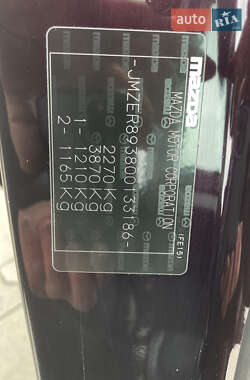 AUTO
RIA
mazda
MAZDA MOTOR CORPORATION
-JMZER893800133186-
2270Kg
3870Kg
1- 1210Kg
2- 1165Kg
(FE15)